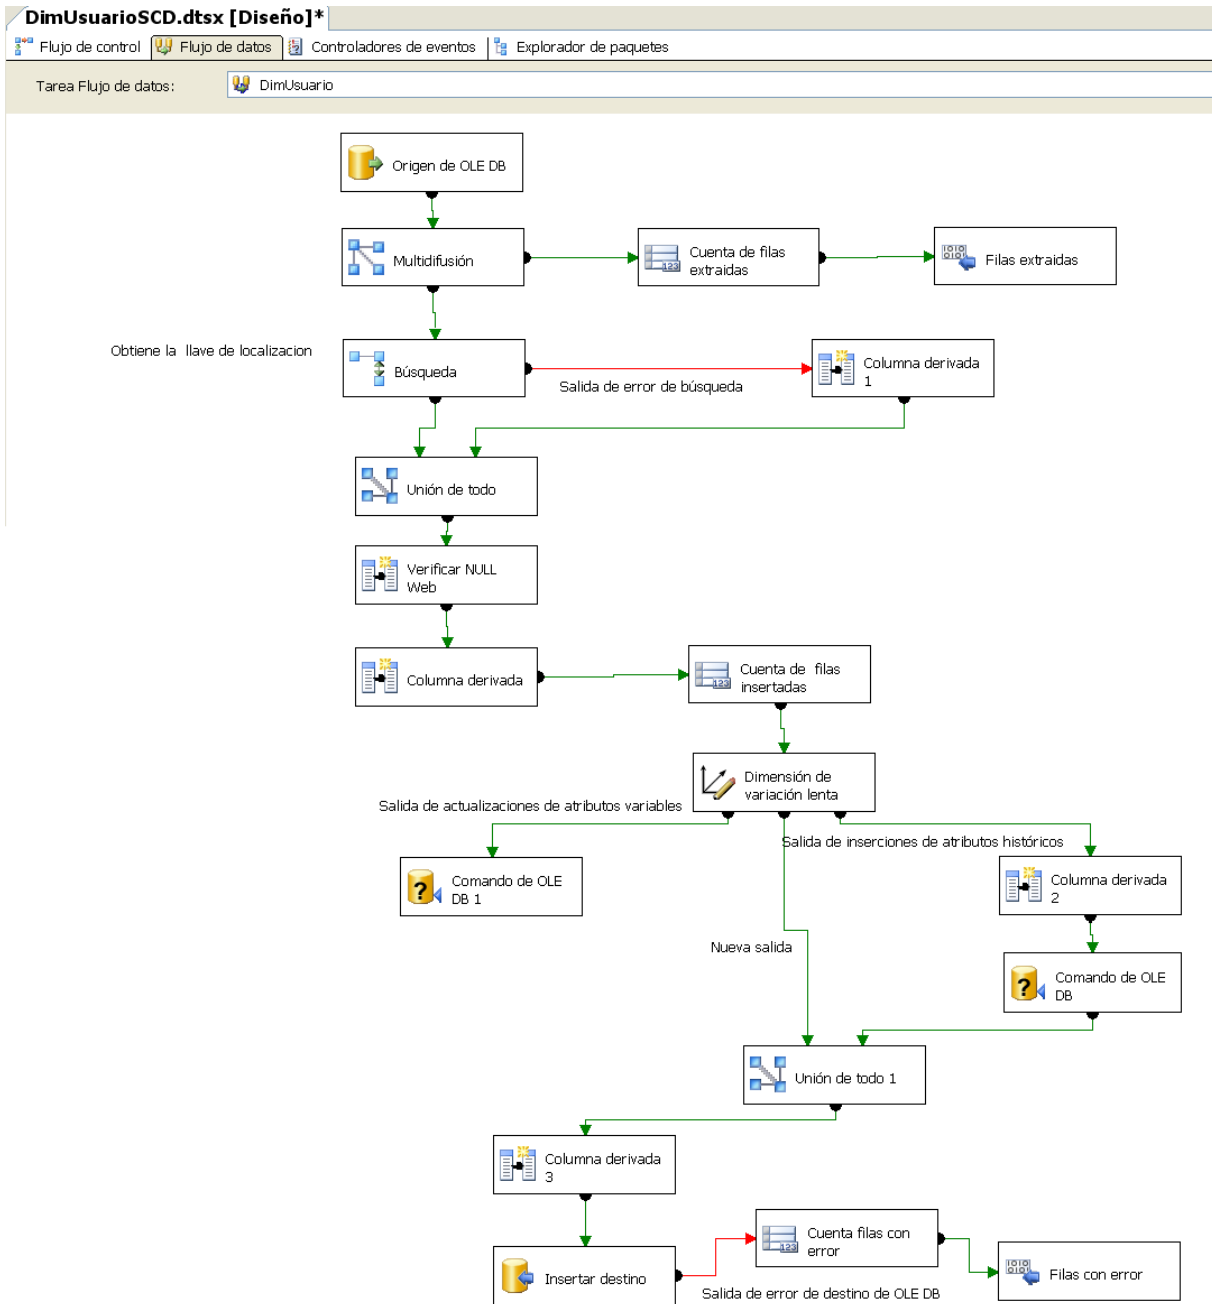 DimUsuarioSCD.dtsx [Diseño]*
Flujo de control Flujo de datos Controladores de eventos Explorador de paquetes
Tarea Flujo de datos: DimUsuario
Origen de OLE DB
Multidifusión
Cuenta de filas
extraidas
Filas extraidas
Obtiene la llave de localizacion
Búsqueda
Salida de error de búsqueda
Columna derivada
1
Unión de todo
Verificar NULL
Web
Columna derivada
Cuenta de filas
insertadas
Dimensión de
variación lenta
Salida de actualizaciones de atributos variables
Salida de inserciones de atributos históricos
Comando de OLE
DB 1
Columna derivada
2
Nueva salida
Comando de OLE
DB
Unión de todo 1
Columna derivada
3
Cuenta filas con
error
Insertar destino
Filas con error
Salida de error de destino de OLE DB